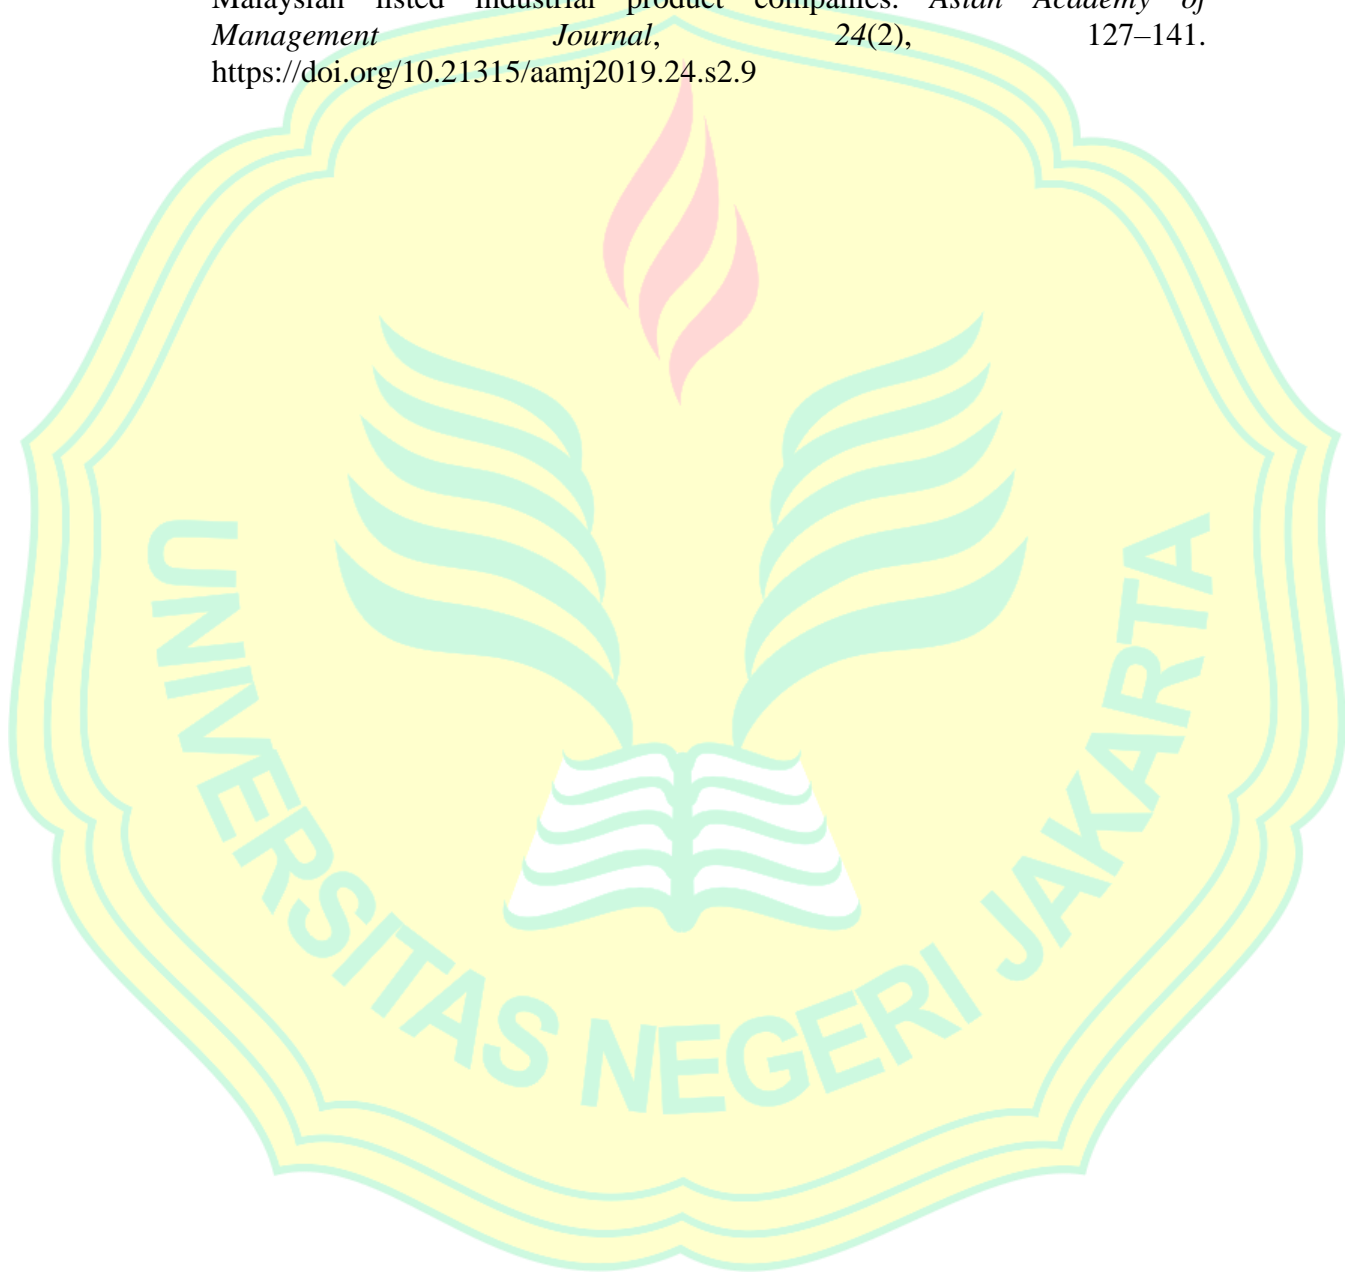 Malaysian listed industrial product companies. Asian Academy of
Management Journal, 24(2), 127–141.
https://doi.org/10.21315/aamj2019.24.s2.9
UNIVERSITAS NEGERI JAKARTA